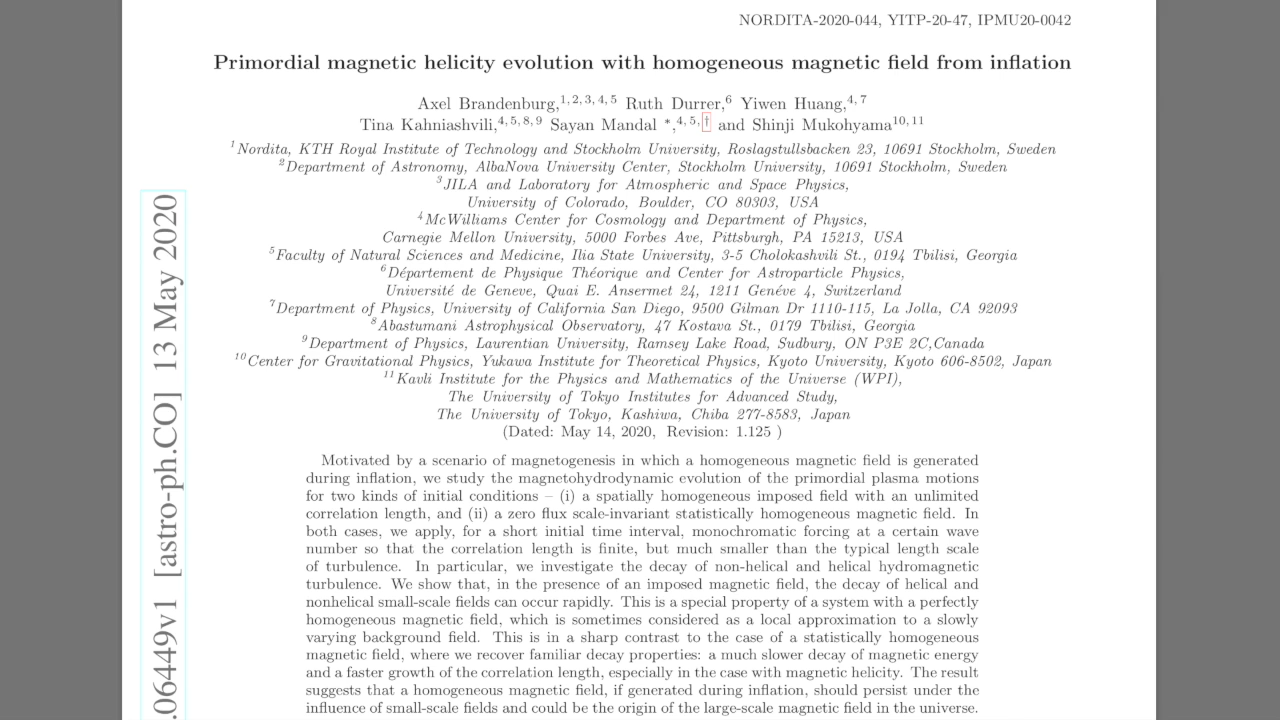 NORDITA-2020-044, YITP-20-47, IPMU20-0042
Primordial magnetic helicity evolution with homogeneous magnetic field from inflation
Axel Brandenburg,1, 2, 3, 4, 5 Ruth Durrer,6 Yiwen Huang,4, 7
Tina Kahniashvili,4, 5, 8, 9 Sayan Mandal ∗,4, 5, † and Shinji Mukohyama10, 11
1Nordita, KTH Royal Institute of Technology and Stockholm University, Roslagstullsbacken 23, 10691 Stockholm, Sweden
2Department of Astronomy, AlbaNova University Center, Stockholm University, 10691 Stockholm, Sweden
3JILA and Laboratory for Atmospheric and Space Physics,
University of Colorado, Boulder, CO 80303, USA
4McWilliams Center for Cosmology and Department of Physics,
Carnegie Mellon University, 5000 Forbes Ave, Pittsburgh, PA 15213, USA
5Faculty of Natural Sciences and Medicine, Ilia State University, 3-5 Cholokashvili St., 0194 Tbilisi, Georgia
6Département de Physique Théorique and Center for Astroparticle Physics,
Université de Geneve, Quai E. Ansermet 24, 1211 Genéve 4, Switzerland
7Department of Physics, University of California San Diego, 9500 Gilman Dr 1110-115, La Jolla, CA 92093
8Abastumani Astrophysical Observatory, 47 Kostava St., 0179 Tbilisi, Georgia
9Department of Physics, Laurentian University, Ramsey Lake Road, Sudbury, ON P3E 2C,Canada
10Center for Gravitational Physics, Yukawa Institute for Theoretical Physics, Kyoto University, Kyoto 606-8502, Japan
11Kavli Institute for the Physics and Mathematics of the Universe (WPI),
The University of Tokyo Institutes for Advanced Study,
The University of Tokyo, Kashiwa, Chiba 277-8583, Japan
(Dated: May 14, 2020, Revision: 1.125 )
Motivated by a scenario of magnetogenesis in which a homogeneous magnetic field is generated
during inflation, we study the magnetohydrodynamic evolution of the primordial plasma motions
for two kinds of initial conditions – (i) a spatially homogeneous imposed field with an unlimited
correlation length, and (ii) a zero flux scale-invariant statistically homogeneous magnetic field. In
both cases, we apply, for a short initial time interval, monochromatic forcing at a certain wave
number so that the correlation length is finite, but much smaller than the typical length scale
of turbulence. In particular, we investigate the decay of non-helical and helical hydromagnetic
turbulence. We show that, in the presence of an imposed magnetic field, the decay of helical and
nonhelical small-scale fields can occur rapidly. This is a special property of a system with a perfectly
homogeneous magnetic field, which is sometimes considered as a local approximation to a slowly
varying background field. This is in a sharp contrast to the case of a statistically homogeneous
magnetic field, where we recover familiar decay properties: a much slower decay of magnetic energy
and a faster growth of the correlation length, especially in the case with magnetic helicity. The result
suggests that a homogeneous magnetic field, if generated during inflation, should persist under the
influence of small-scale fields and could be the origin of the large-scale magnetic field in the universe.
.06449v1 [astro-ph.CO] 13 May 2020